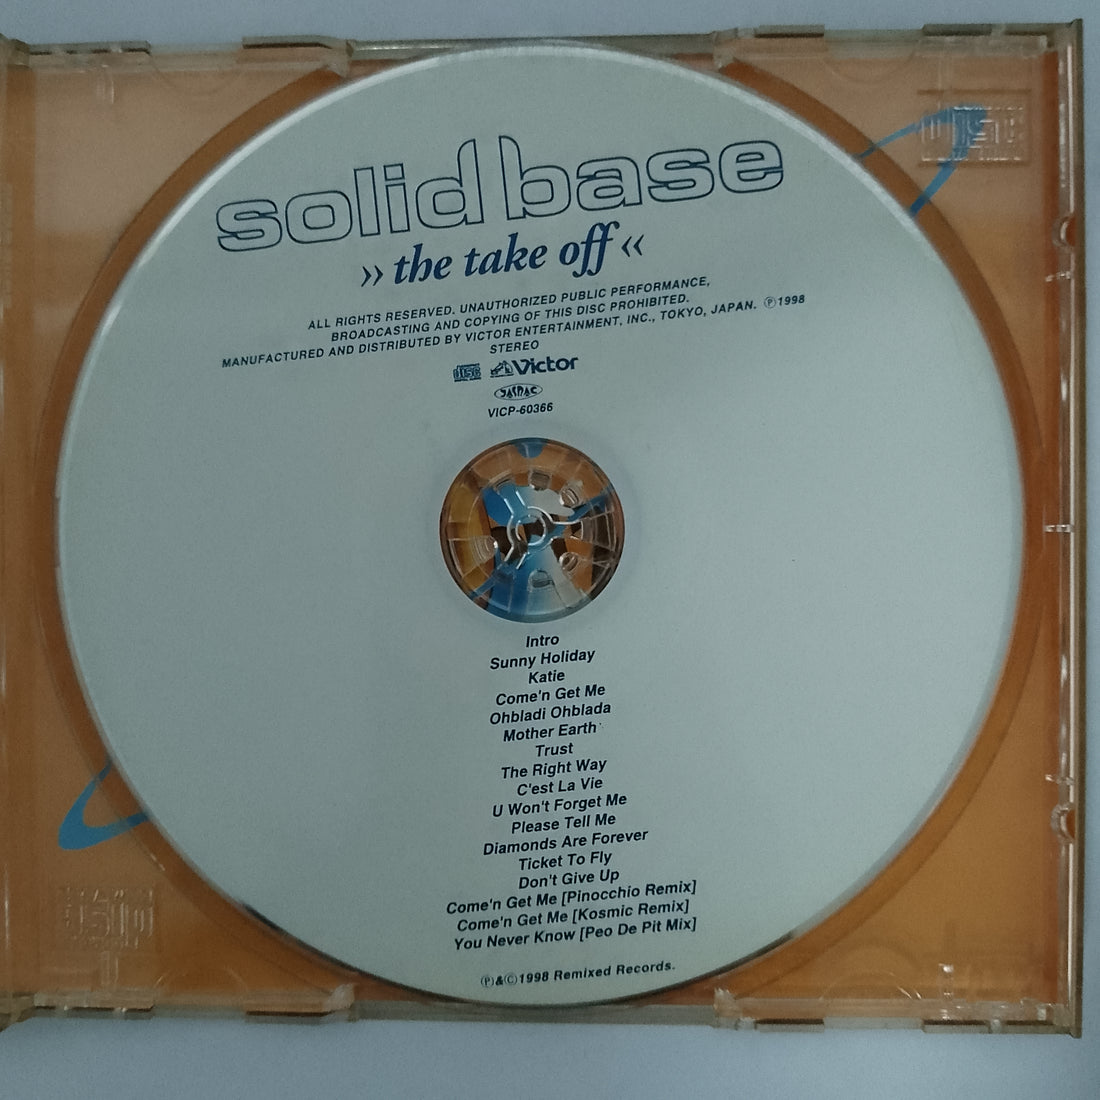 solid base
›› the take off ‹‹
ALL RIGHTS RESERVED. UNAUTHORIZED PUBLIC PERFORMANCE,
BROADCASTING AND COPYING OF THIS DISC PROHIBITED.
MANUFACTURED AND DISTRIBUTED BY VICTOR ENTERTAINMENT, INC., TOKYO, JAPAN. ℗1998
STEREO
disc Victor
JASRAC
VICP-60366
Intro
Sunny Holiday
Katie
Come'n Get Me
Ohbladi Ohblada
Mother Earth
Trust
The Right Way
C'est La Vie
U Won't Forget Me
Please Tell Me
Diamonds Are Forever
Ticket To Fly
Don't Give Up
Come'n Get Me [Pinocchio Remix]
Come'n Get Me [Kosmic Remix]
You Never Know [Peo De Pit Mix]
℗&©1998 Remixed Records.